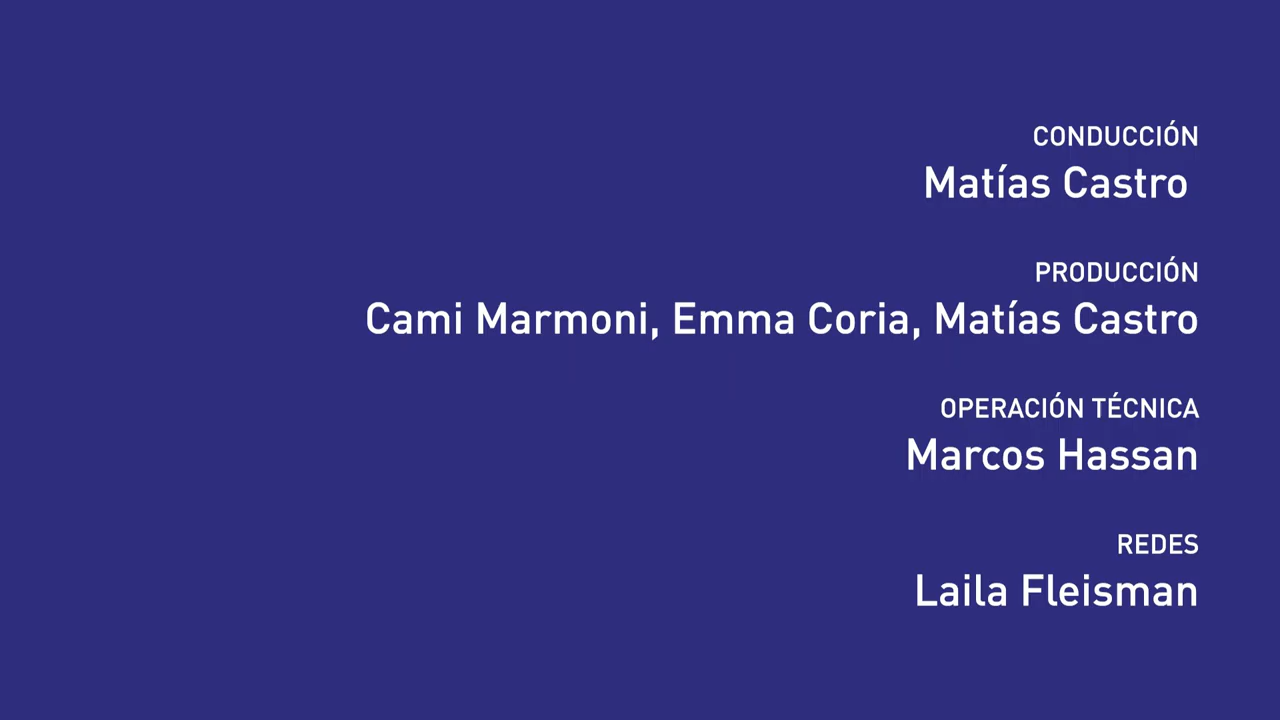 CONDUCCIÓN
Matías Castro
PRODUCCIÓN
Cami Marmoni, Emma Coria, Matías Castro
OPERACIÓN TÉCNICA
Marcos Hassan
REDES
Laila Fleisman